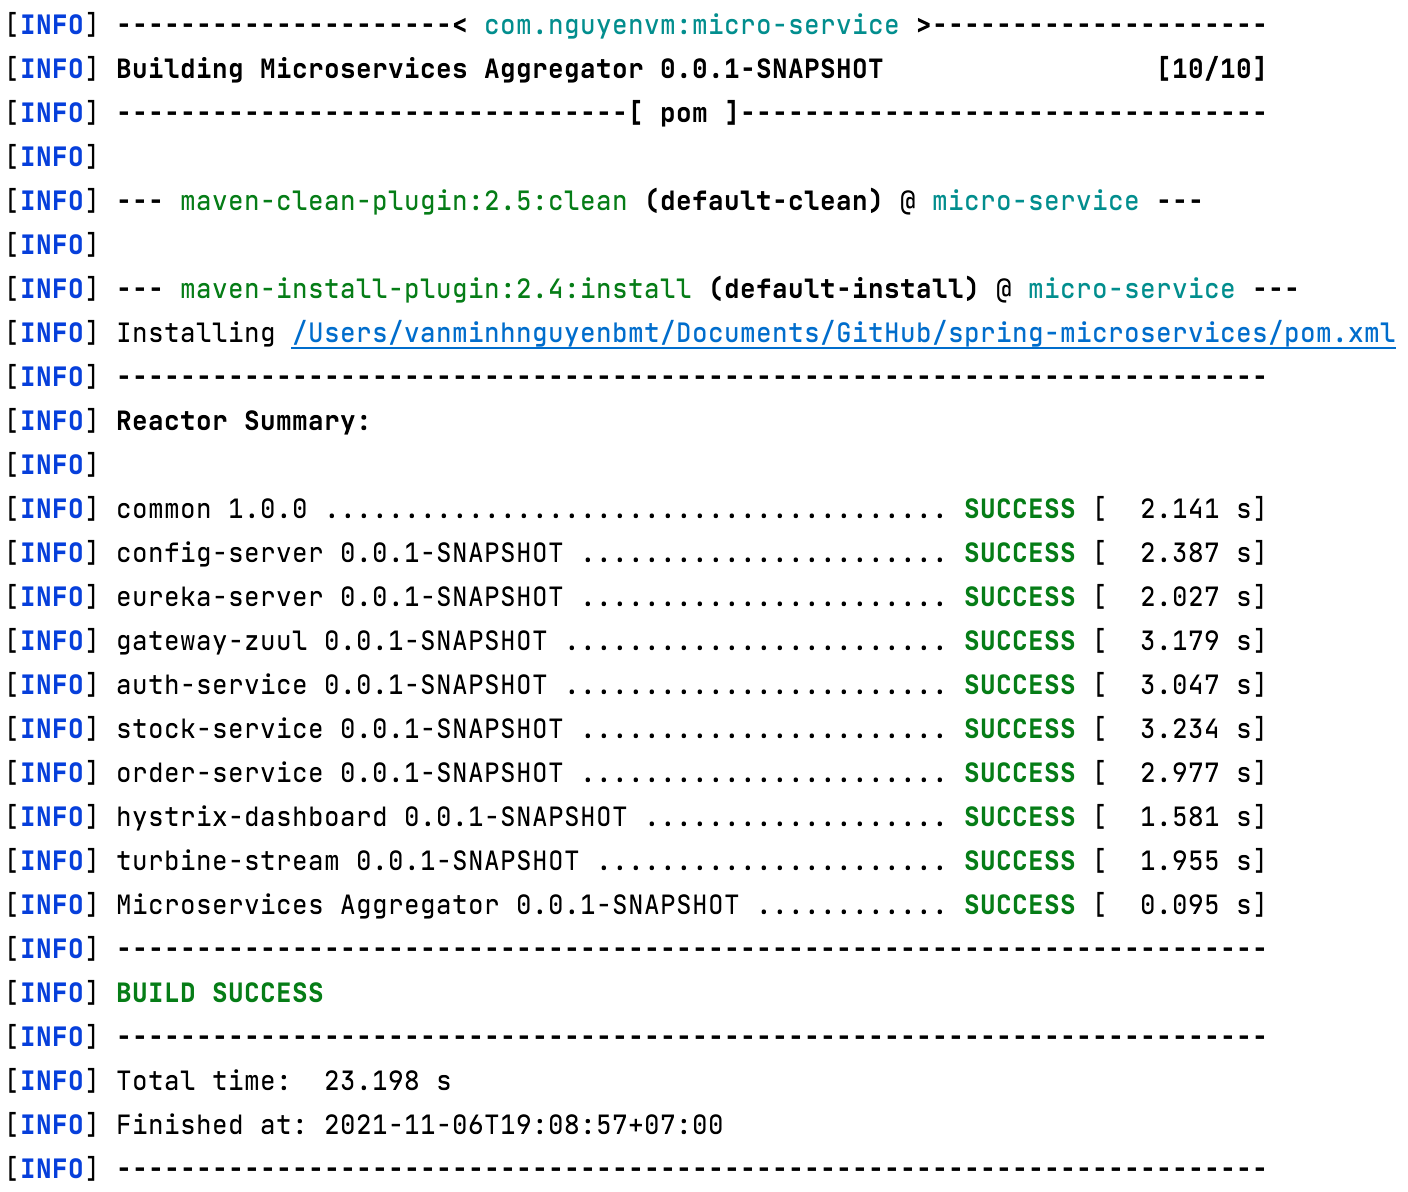 [INFO] ---------------------< com.nguyenvm:micro-service >---------------------
[INFO] Building Microservices Aggregator 0.0.1-SNAPSHOT                 [10/10]
[INFO] --------------------------------[ pom ]---------------------------------
[INFO]
[INFO] --- maven-clean-plugin:2.5:clean (default-clean) @ micro-service ---
[INFO]
[INFO] --- maven-install-plugin:2.4:install (default-install) @ micro-service ---
[INFO] Installing /Users/vanminhnguyenbmt/Documents/GitHub/spring-microservices/pom.xml
[INFO] ------------------------------------------------------------------------
[INFO] Reactor Summary:
[INFO]
[INFO] common 1.0.0 ....................................... SUCCESS [  2.141 s]
[INFO] config-server 0.0.1-SNAPSHOT ....................... SUCCESS [  2.387 s]
[INFO] eureka-server 0.0.1-SNAPSHOT ....................... SUCCESS [  2.027 s]
[INFO] gateway-zuul 0.0.1-SNAPSHOT ........................ SUCCESS [  3.179 s]
[INFO] auth-service 0.0.1-SNAPSHOT ........................ SUCCESS [  3.047 s]
[INFO] stock-service 0.0.1-SNAPSHOT ....................... SUCCESS [  3.234 s]
[INFO] order-service 0.0.1-SNAPSHOT ....................... SUCCESS [  2.977 s]
[INFO] hystrix-dashboard 0.0.1-SNAPSHOT ................... SUCCESS [  1.581 s]
[INFO] turbine-stream 0.0.1-SNAPSHOT ...................... SUCCESS [  1.955 s]
[INFO] Microservices Aggregator 0.0.1-SNAPSHOT ............ SUCCESS [  0.095 s]
[INFO] ------------------------------------------------------------------------
[INFO] BUILD SUCCESS
[INFO] ------------------------------------------------------------------------
[INFO] Total time:  23.198 s
[INFO] Finished at: 2021-11-06T19:08:57+07:00
[INFO] ------------------------------------------------------------------------